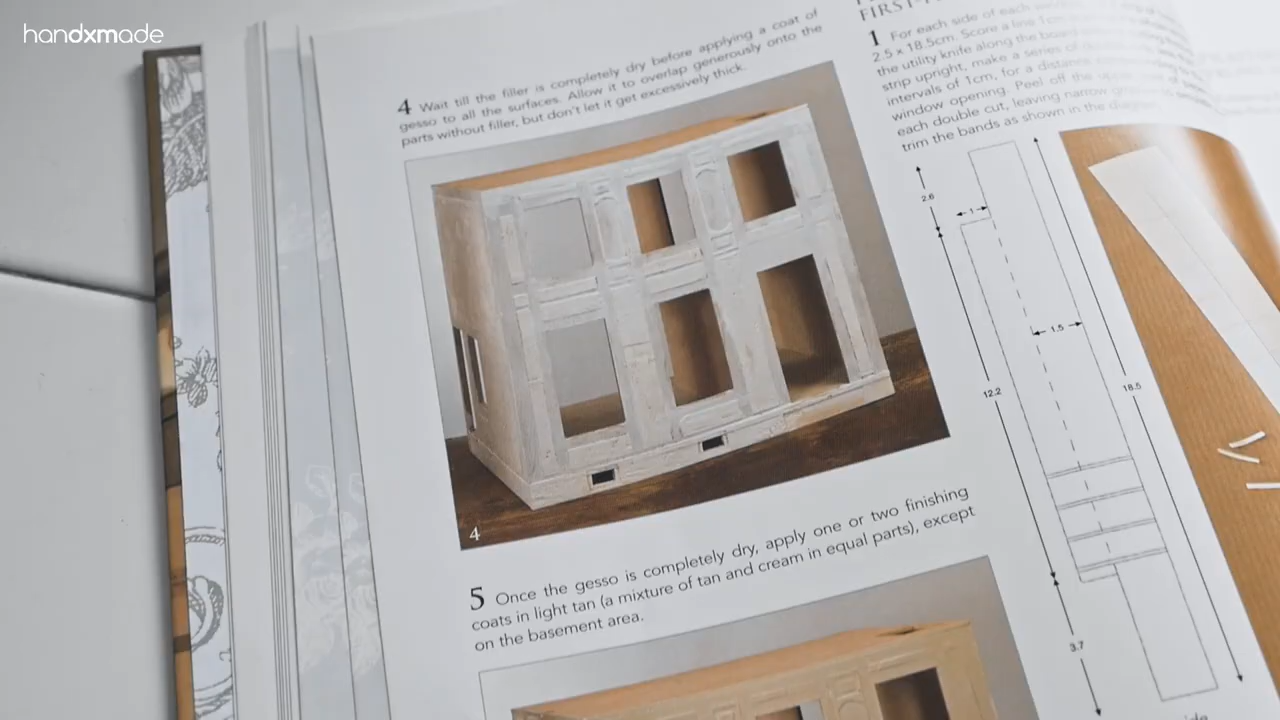 handxmade
4 Wait till the filler is completely dry before applying a coat of
gesso to all the surfaces. Allow it to overlap generously onto the
parts without filler, but don't let it get excessively thick.
4
5 Once the gesso is completely dry, apply one or two finishing
coats in light tan (a mixture of tan and cream in equal parts), except
on the basement area.
FIRST-
1 For each side of each
2.5 x 18.5cm. Score a line 1cm
the utility knife along the
strip upright, make a series of
intervals of 1cm, for a distance
window opening. Peel off the
each double cut, leaving narrow
trim the bands as shown in the
2.6
1
1.5
12.2
18.5
3.7